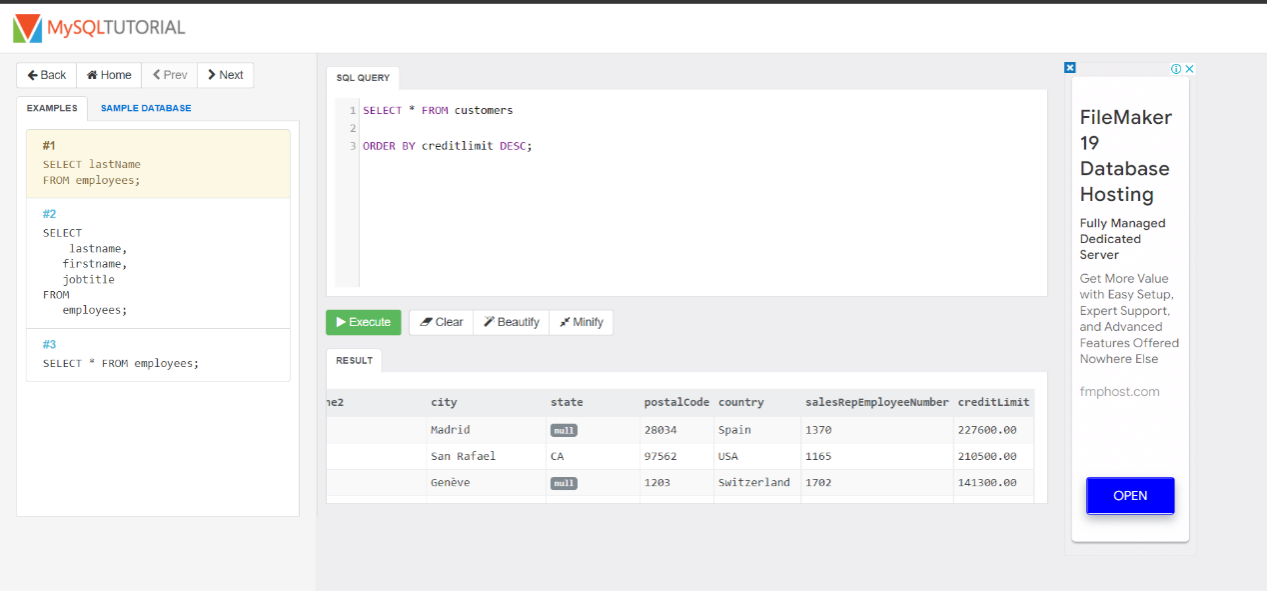 MySQLTUTORIAL
Back Home Prev Next
EXAMPLES SAMPLE DATABASE
#1
SELECT lastName
FROM employees;
#2
SELECT
lastname,
firstname,
jobtitle
FROM
employees;
#3
SELECT * FROM employees;
SQL QUERY
1 SELECT * FROM customers
2
3 ORDER BY creditlimit DESC;
Execute Clear Beautify Minify
RESULT
ne2 city state postalCode country salesRepEmployeeNumber creditLimit
Madrid null 28034 Spain 1370 227600.00
San Rafael CA 97562 USA 1165 210500.00
Genève null 1203 Switzerland 1702 141300.00
FileMaker
19
Database
Hosting
Fully Managed
Dedicated
Server
Get More Value
with Easy Setup,
Expert Support,
and Advanced
Features Offered
Nowhere Else
fmphost.com
OPEN